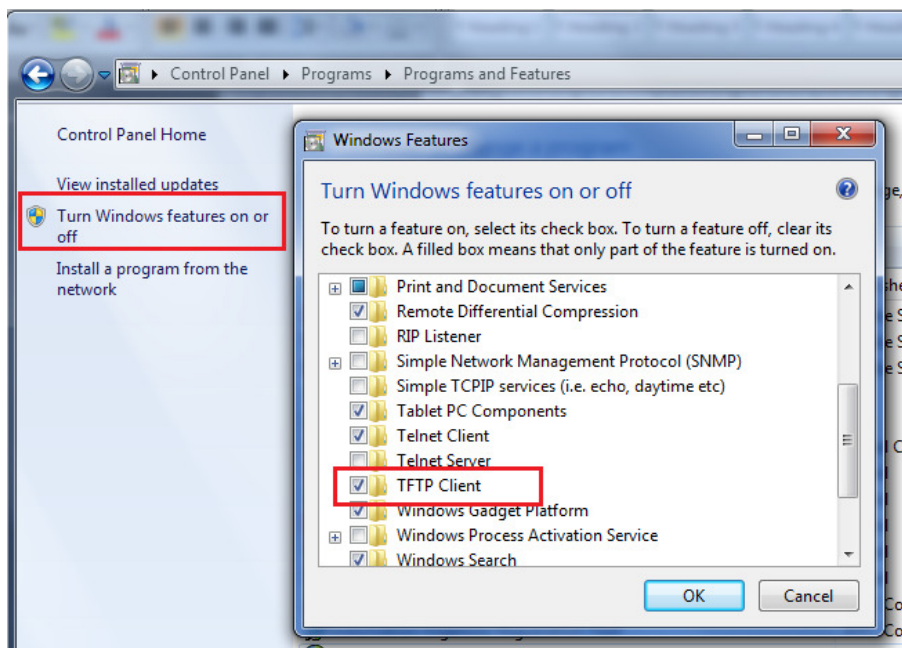 Control Panel ▸ Programs ▸ Programs and Features
Control Panel Home
View installed updates
Turn Windows features on or
off
Install a program from the
network
Windows Features
Turn Windows features on or off
To turn a feature on, select its check box. To turn a feature off, clear its
check box. A filled box means that only part of the feature is turned on.
Print and Document Services
Remote Differential Compression
RIP Listener
Simple Network Management Protocol (SNMP)
Simple TCPIP services (i.e. echo, daytime etc)
Tablet PC Components
Telnet Client
Telnet Server
TFTP Client
Windows Gadget Platform
Windows Process Activation Service
Windows Search
OK
Cancel